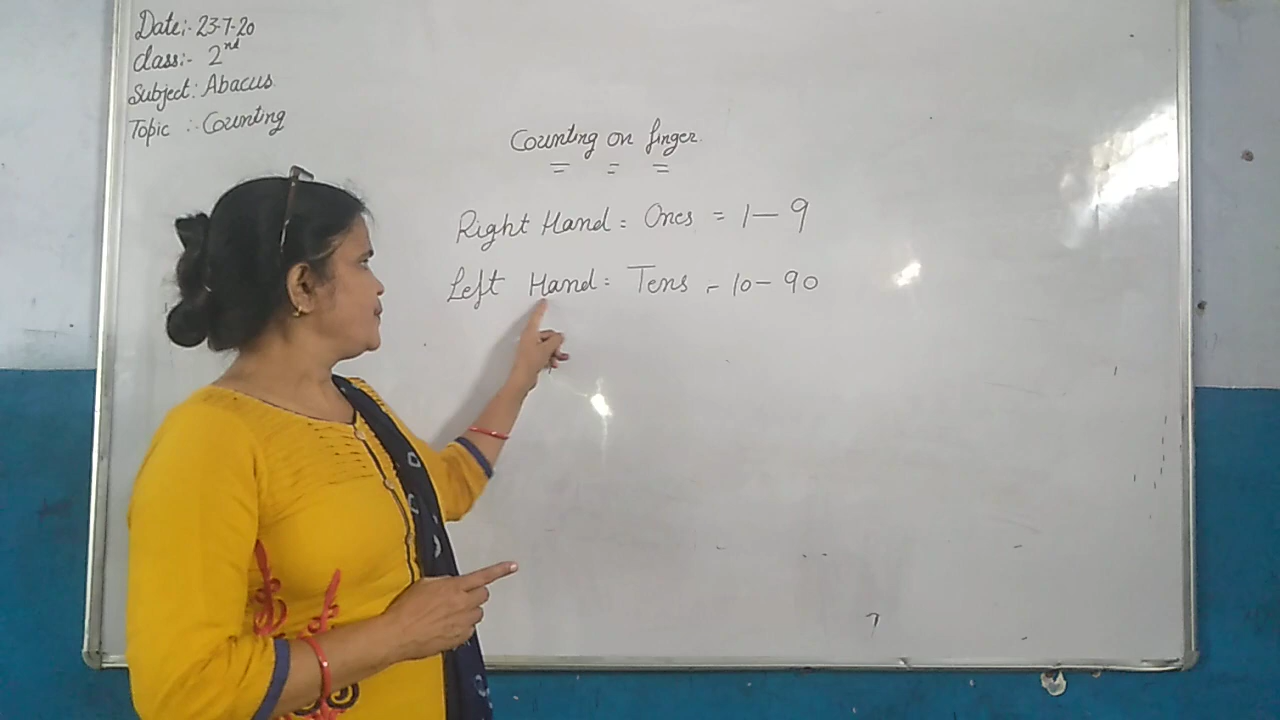 Date:- 23-7-20
class:- 2nd
Subject: Abacus
Topic :- Counting
Counting on finger.
Right Hand = Ones = 1 — 9
Left Hand = Tens - 10 - 90